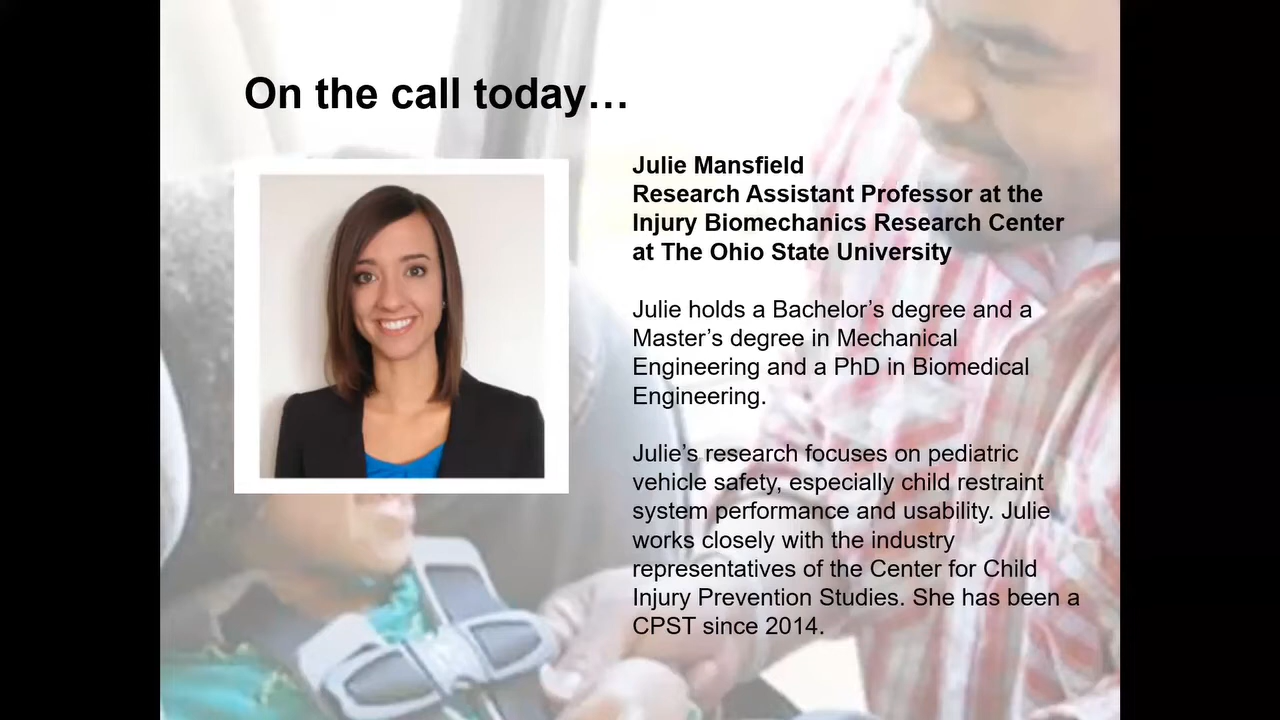 On the call today…
Julie Mansfield
Research Assistant Professor at the
Injury Biomechanics Research Center
at The Ohio State University
Julie holds a Bachelor’s degree and a
Master’s degree in Mechanical
Engineering and a PhD in Biomedical
Engineering.
Julie’s research focuses on pediatric
vehicle safety, especially child restraint
system performance and usability. Julie
works closely with the industry
representatives of the Center for Child
Injury Prevention Studies. She has been a
CPST since 2014.